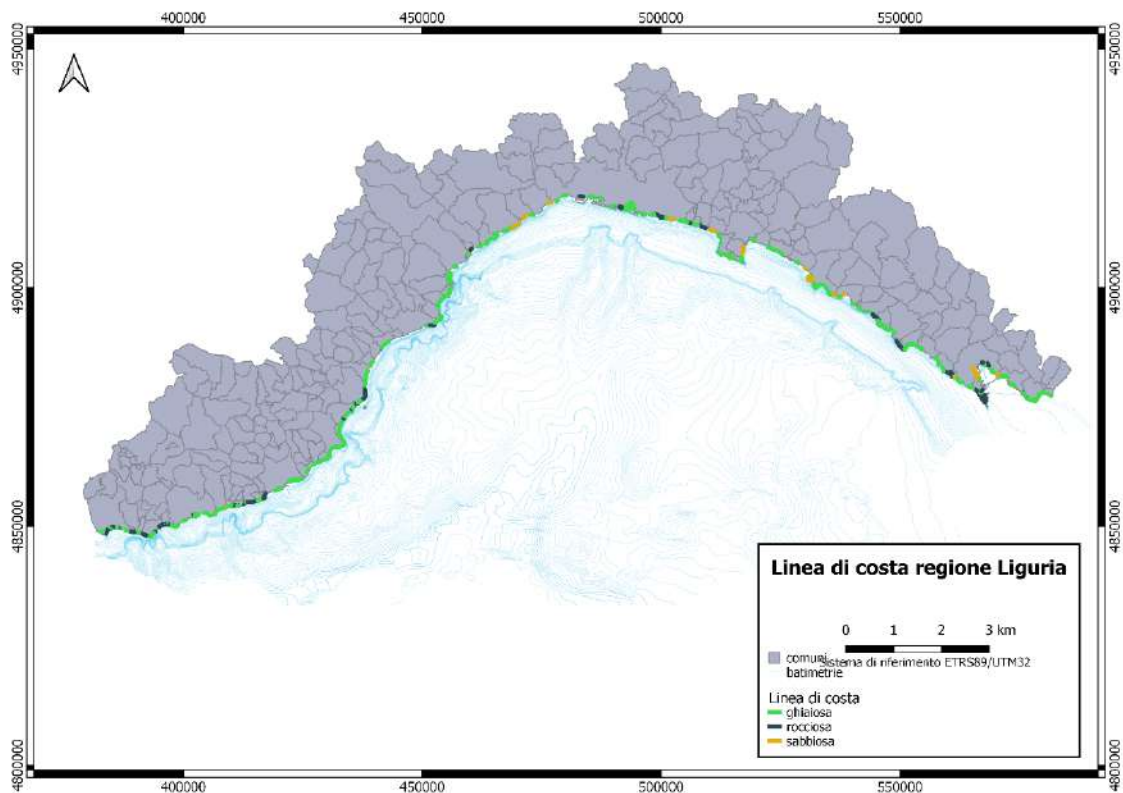 400000 450000 500000 550000
4950000 4950000
4900000 4900000
4850000 4850000
4800000 4800000
Linea di costa regione Liguria
0 1 2 3 km
comuni
Sistema di riferimento ETRS89/UTM32
batimetrie
Linea di costa
ghiaiosa
rocciosa
sabbiosa
400000 450000 500000 550000